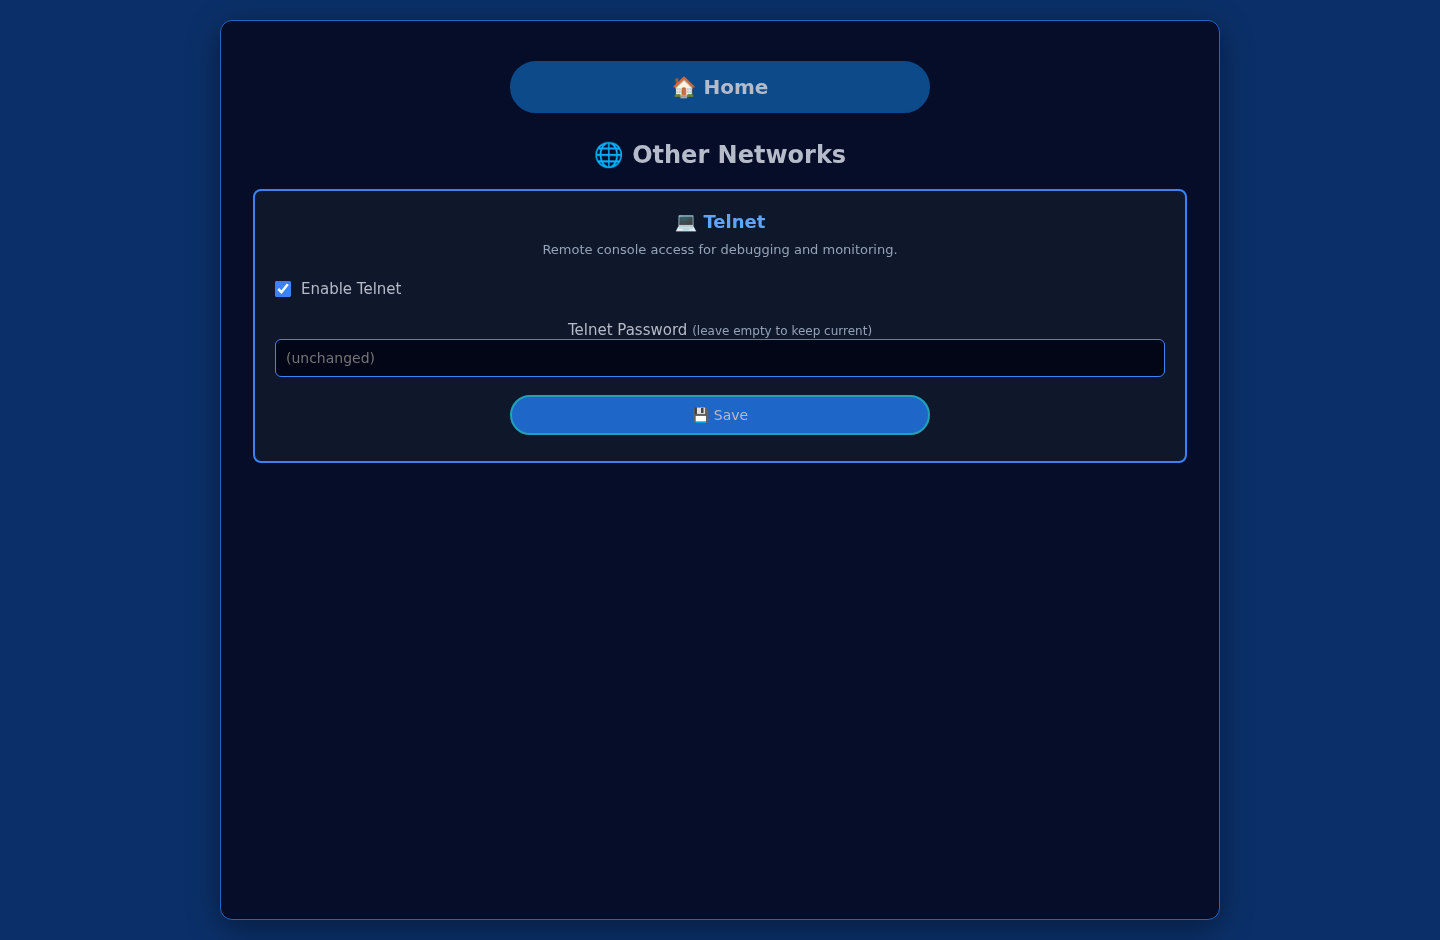 🏠 Home
🌐 Other Networks
💻 Telnet
Remote console access for debugging and monitoring.
Enable Telnet
Telnet Password (leave empty to keep current)
(unchanged)
💾 Save